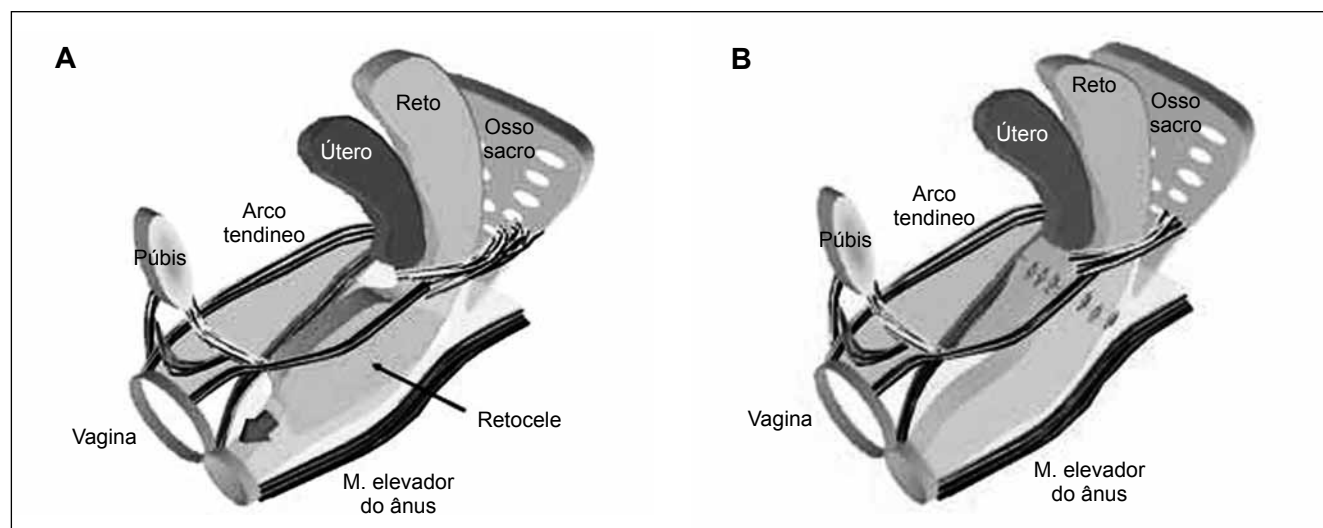 A
Reto
Osso
sacro
Útero
Arco
tendineo
Púbis
Vagina
Retocele
M. elevador
do ânus
B
Reto
Osso
sacro
Útero
Arco
tendineo
Púbis
Vagina
M. elevador
do ânus